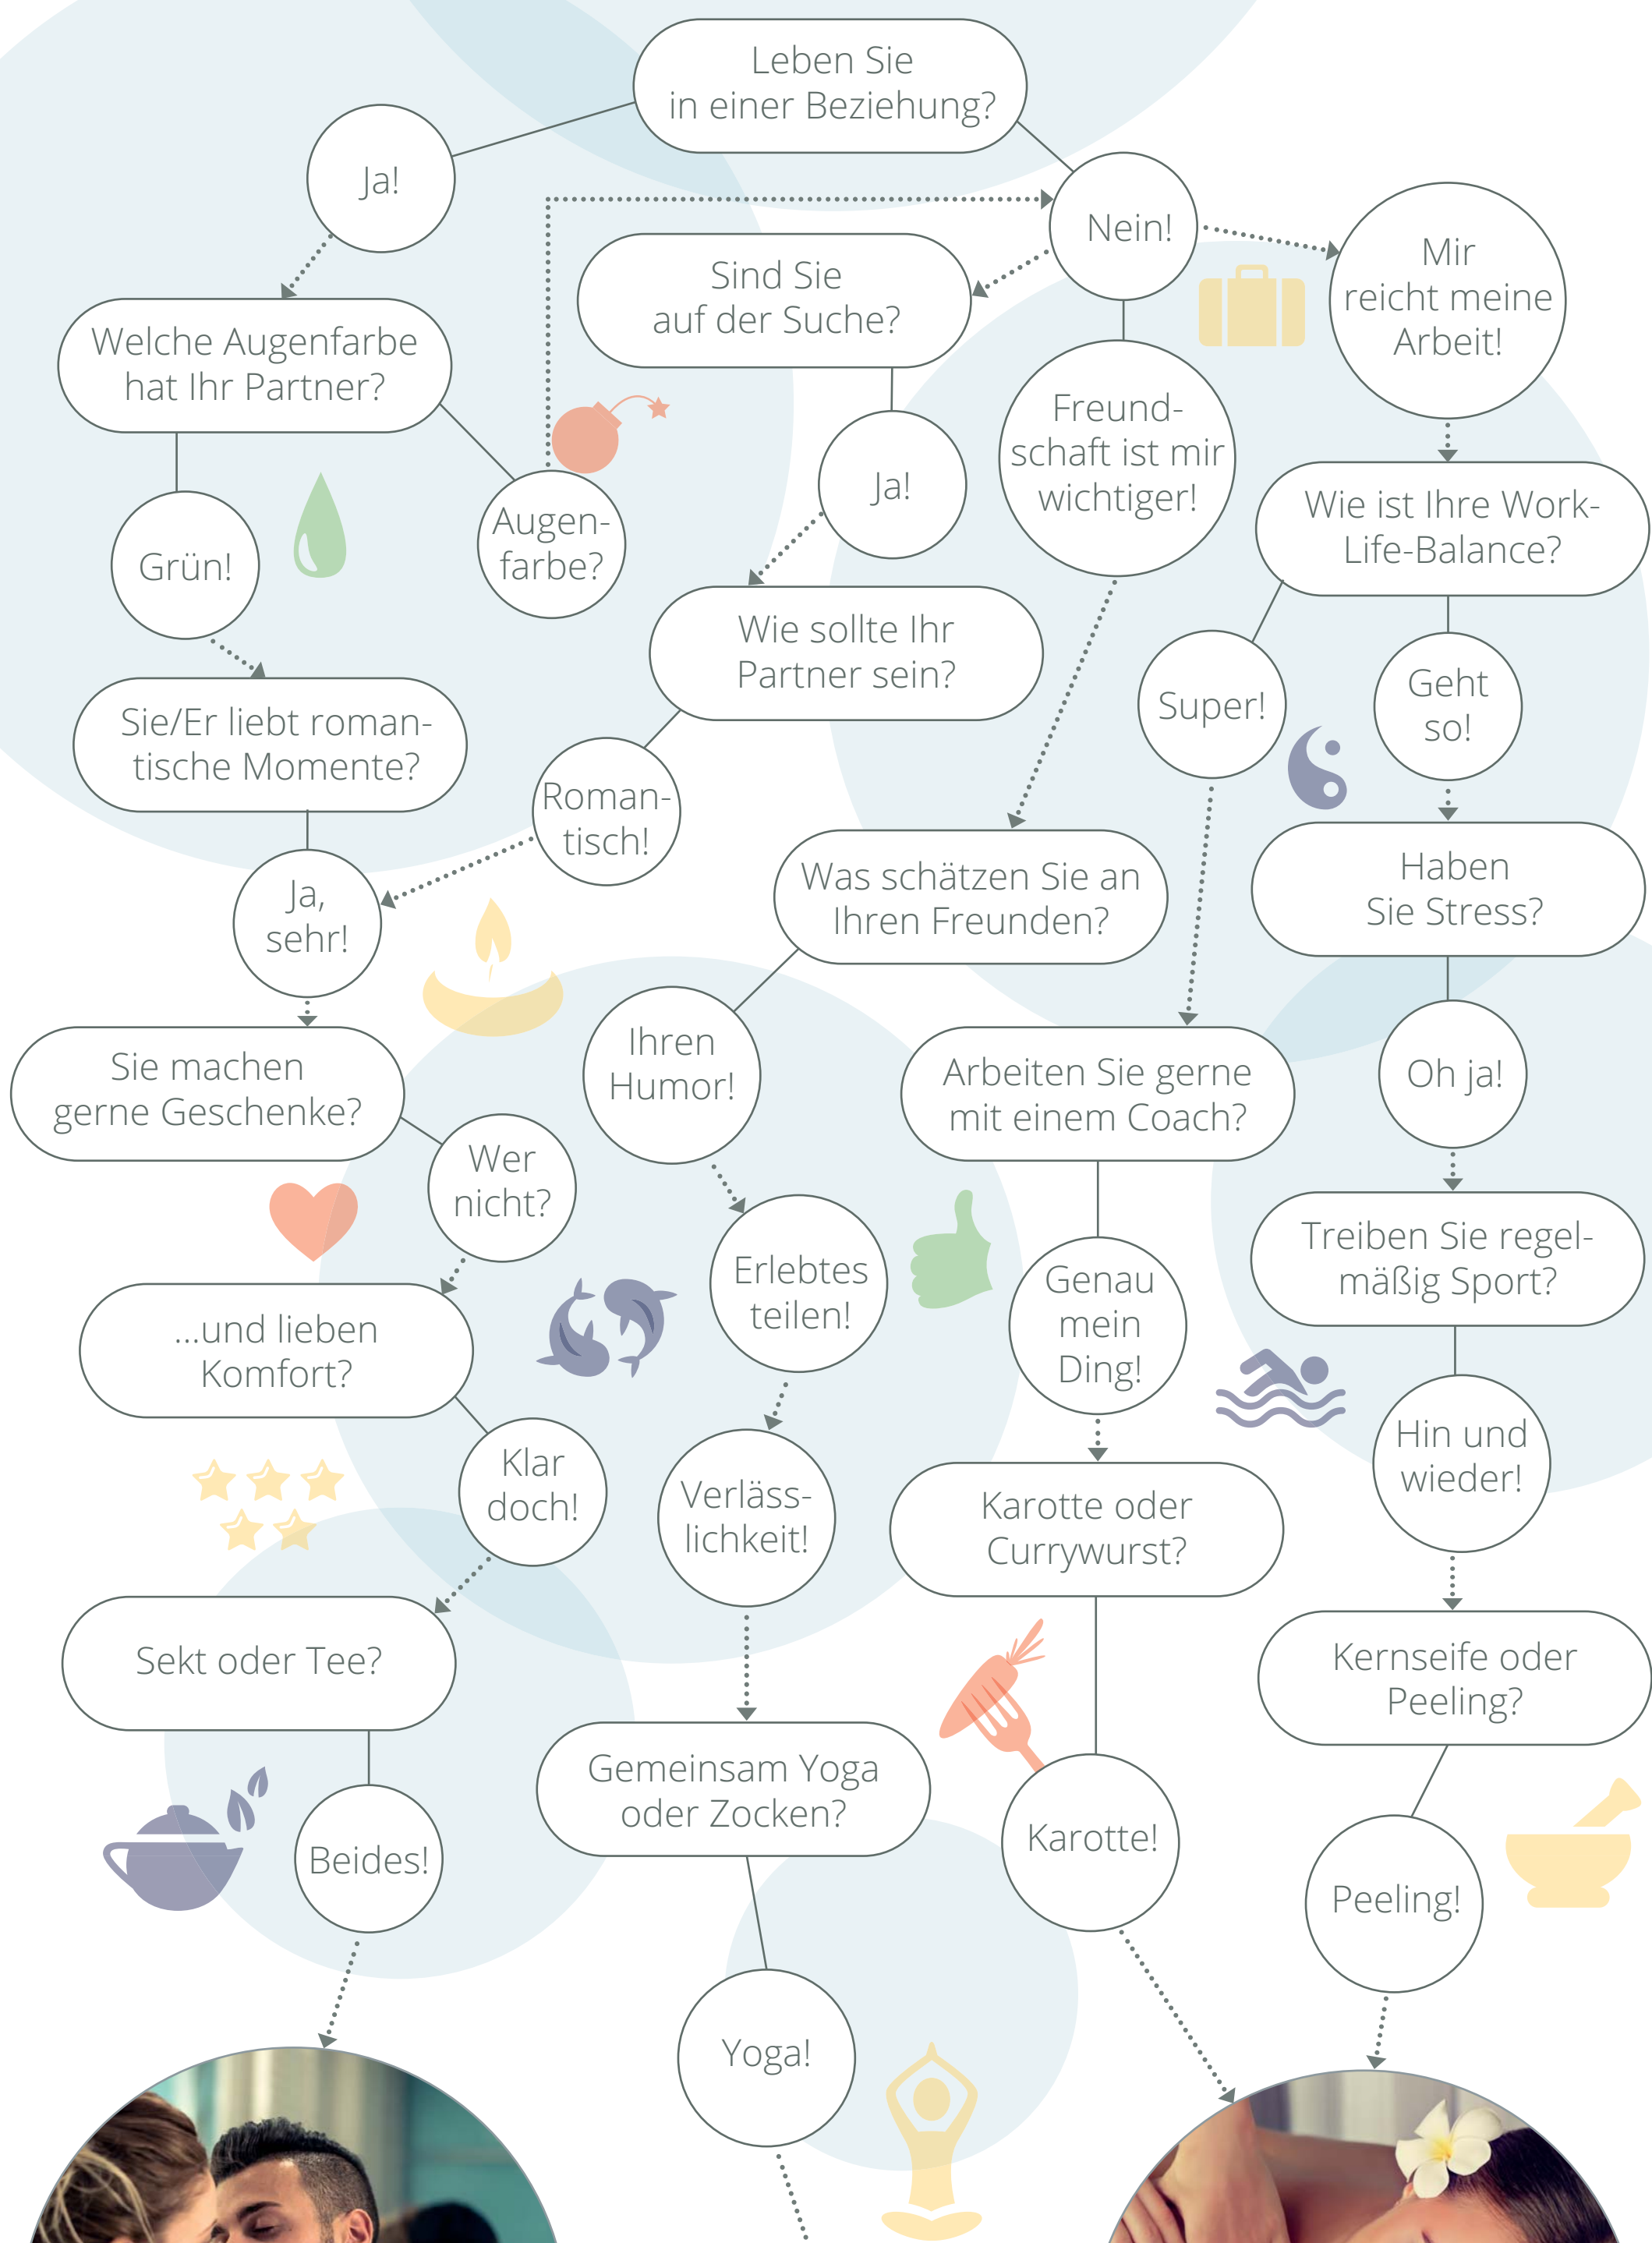 Leben Sie
in einer Beziehung?
Ja!
Nein!
Mir
reicht meine
Arbeit!
Sind Sie
auf der Suche?
Welche Augenfarbe
hat Ihr Partner?
Freund-
schaft ist mir
wichtiger!
Ja!
Wie ist Ihre Work-
Life-Balance?
Grün!
Augen-
farbe?
Wie sollte Ihr
Partner sein?
Super!
Geht
so!
Sie/Er liebt roman-
tische Momente?
Roman-
tisch!
Was schätzen Sie an
Ihren Freunden?
Haben
Sie Stress?
Ja,
sehr!
Ihren
Humor!
Arbeiten Sie gerne
mit einem Coach?
Oh ja!
Sie machen
gerne Geschenke?
Wer
nicht?
Erlebtes
teilen!
Genau
mein
Ding!
Treiben Sie regel-
mäßig Sport?
...und lieben
Komfort?
Klar
doch!
Verläss-
lichkeit!
Karotte oder
Currywurst?
Hin und
wieder!
Sekt oder Tee?
Kernseife oder
Peeling?
Gemeinsam Yoga
oder Zocken?
Beides!
Karotte!
Peeling!
Yoga!